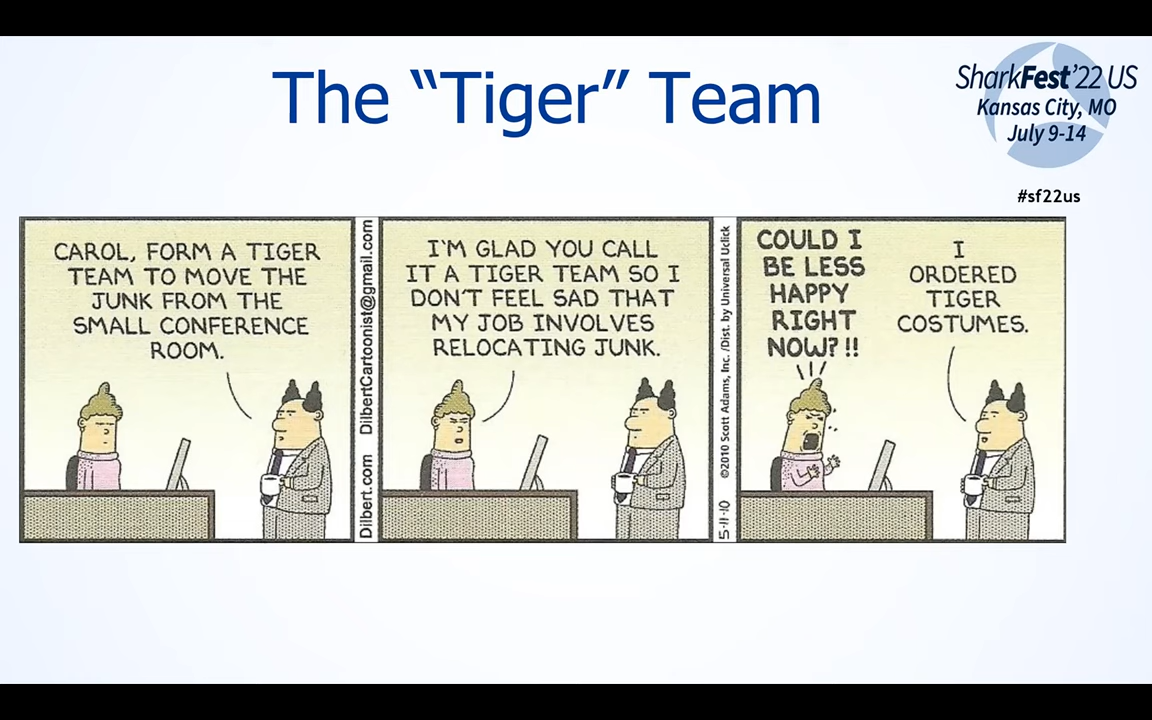 The “Tiger” Team
SharkFest’22 US
Kansas City, MO
July 9-14
#sf22us
CAROL, FORM A TIGER
TEAM TO MOVE THE
JUNK FROM THE
SMALL CONFERENCE
ROOM.
Dilbert.com DilbertCartoonist@gmail.com
I'M GLAD YOU CALL
IT A TIGER TEAM SO I
DON'T FEEL SAD THAT
MY JOB INVOLVES
RELOCATING JUNK.
5-11-10 ©2010 Scott Adams, Inc. /Dist. by Universal Uclick
COULD I
BE LESS
HAPPY
RIGHT
NOW?!!
I
ORDERED
TIGER
COSTUMES.